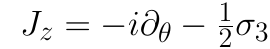 $J_z = -i\partial_\theta - \frac{1}{2}\sigma_3$